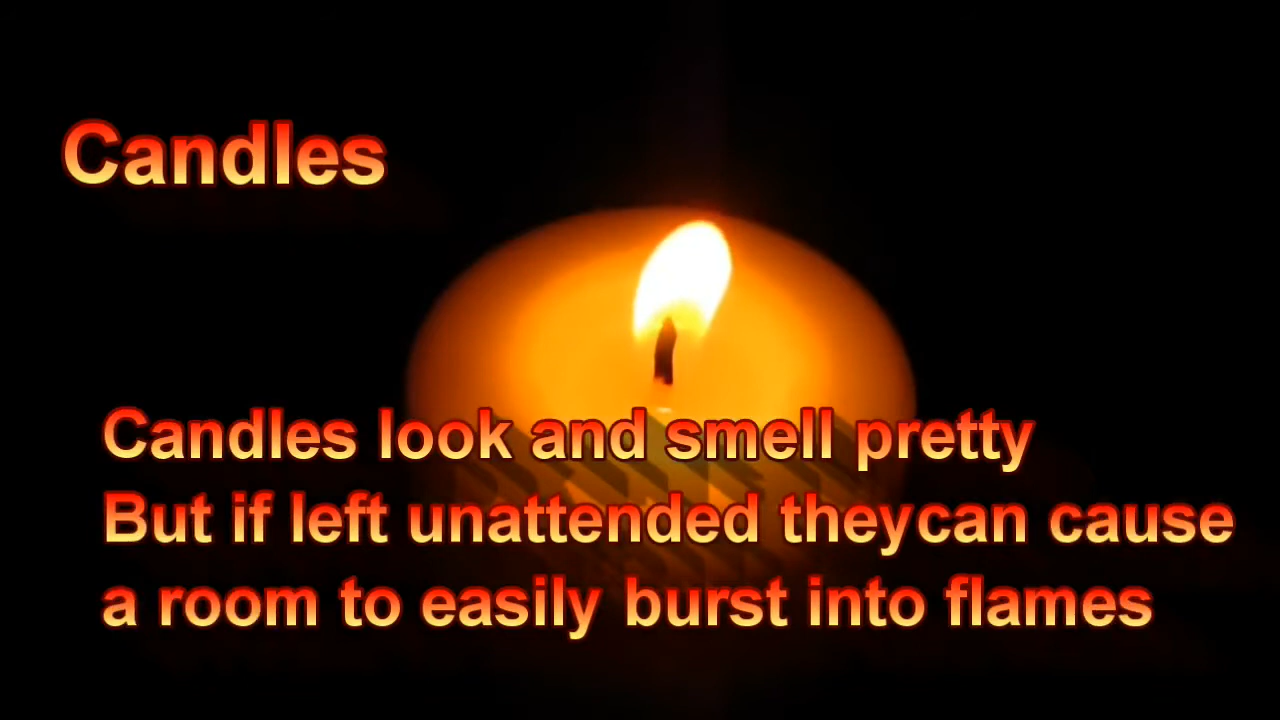 Candles
Candles look and smell pretty
But if left unattended theycan cause
a room to easily burst into flames